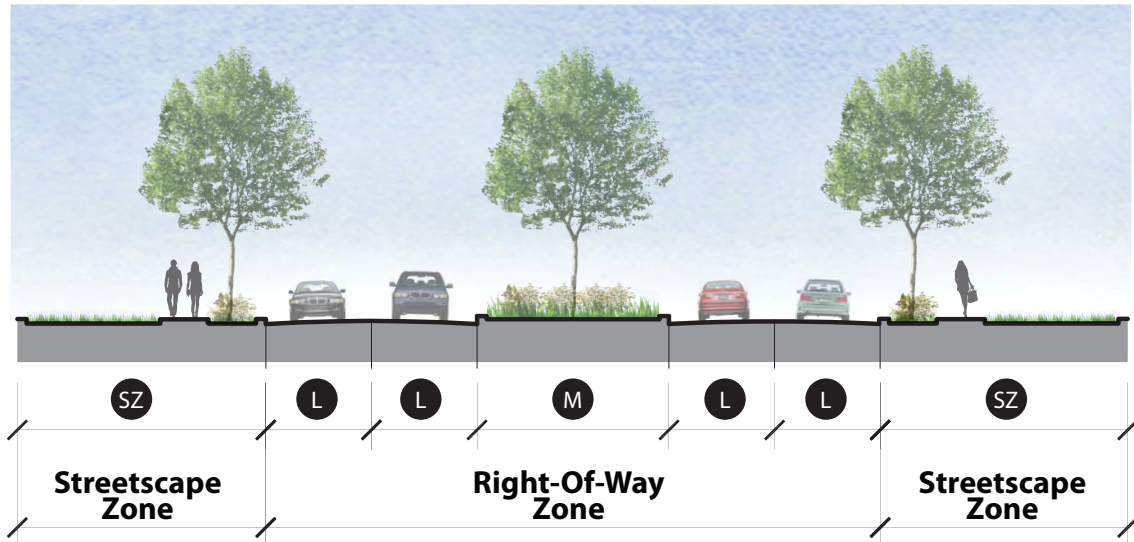 SZ L L M L L SZ
Streetscape
Zone
Right-Of-Way
Zone
Streetscape
Zone